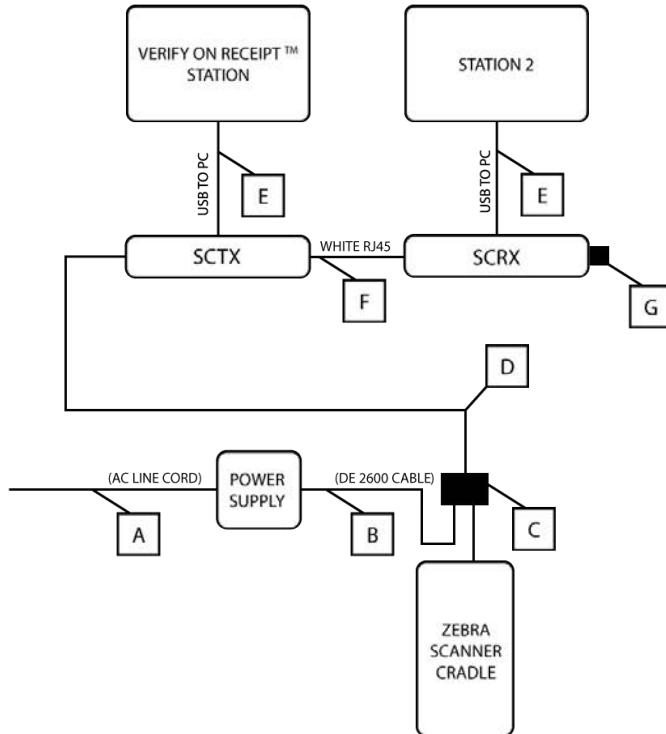 VERIFY ON RECEIPT ™
STATION
STATION 2
USB TO PC
E
USB TO PC
E
SCTX
WHITE RJ45
SCRX
F
G
D
(AC LINE CORD)
POWER
SUPPLY
(DE 2600 CABLE)
A
B
C
ZEBRA
SCANNER
CRADLE